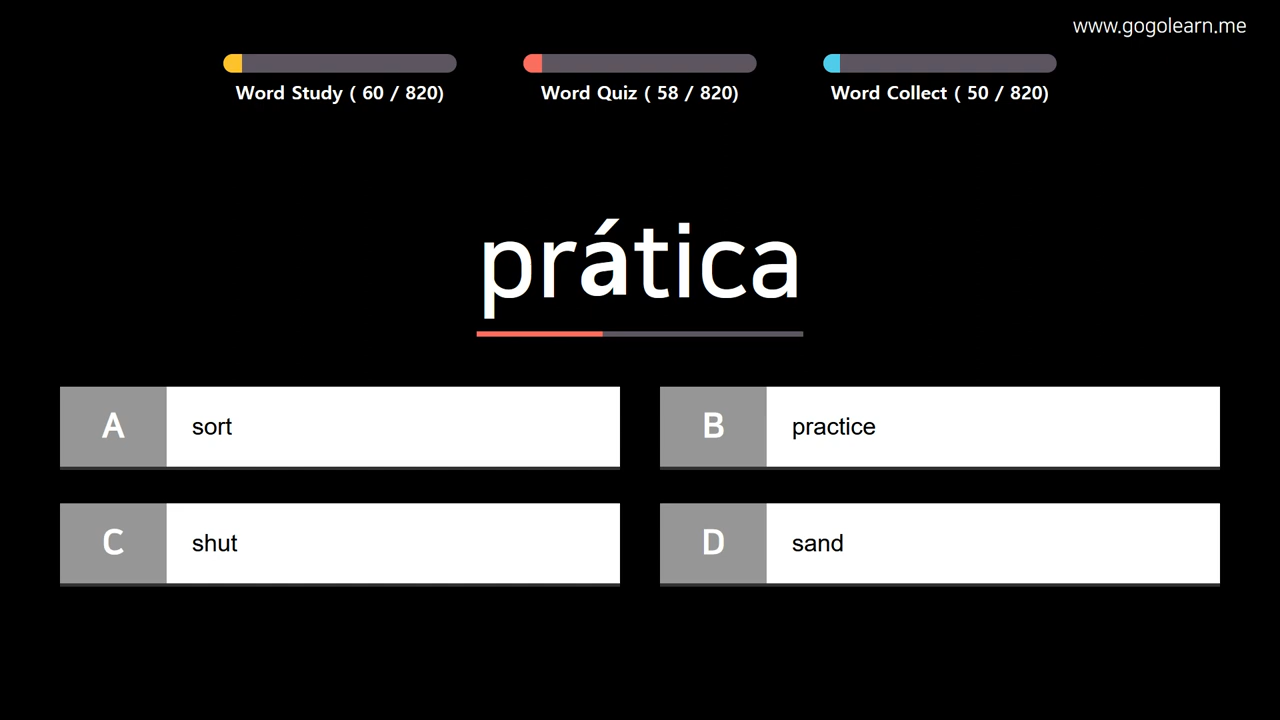 www.gogolearn.me
Word Study ( 60 / 820)
Word Quiz ( 58 / 820)
Word Collect ( 50 / 820)
prática
A sort
B practice
C shut
D sand